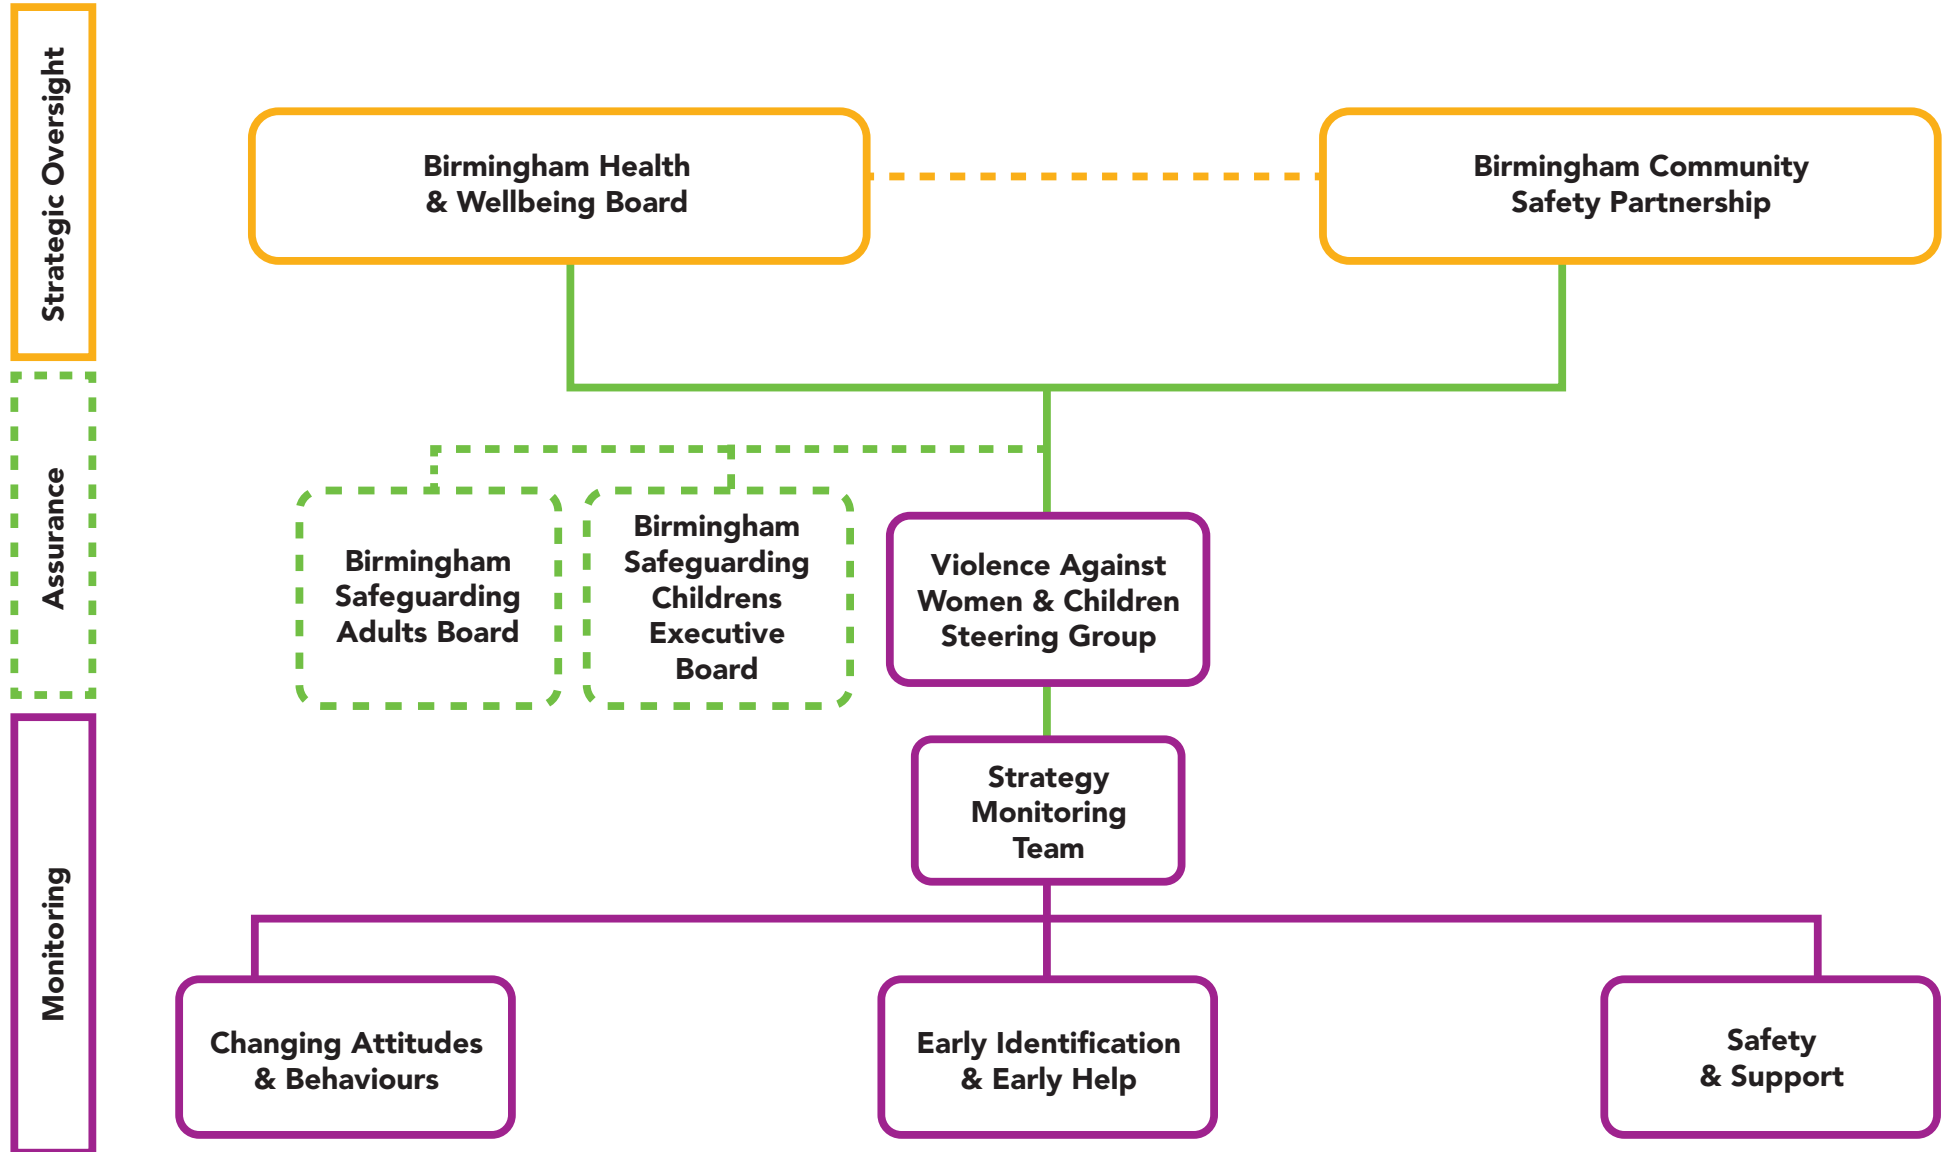 Strategic Oversight
Birmingham Health
& Wellbeing Board
Birmingham Community
Safety Partnership
Assurance
Birmingham
Safeguarding
Adults Board
Birmingham
Safeguarding
Childrens
Executive
Board
Violence Against
Women & Children
Steering Group
Monitoring
Strategy
Monitoring
Team
Changing Attitudes
& Behaviours
Early Identification
& Early Help
Safety
& Support